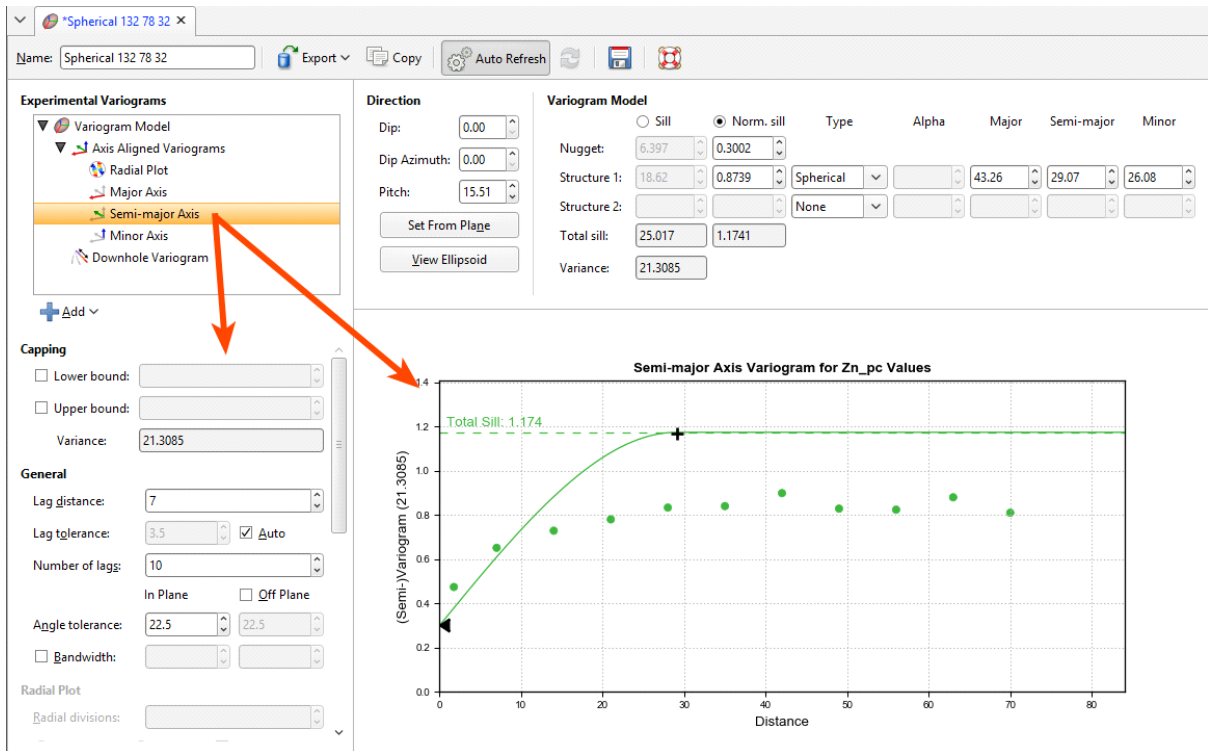 *Spherical 132 78 32
Name: Spherical 132 78 32 Export Copy Auto Refresh
Experimental Variograms
Variogram Model
Axis Aligned Variograms
Radial Plot
Major Axis
Semi-major Axis
Minor Axis
Downhole Variogram
Add
Direction
Dip: 0.00
Dip Azimuth: 0.00
Pitch: 15.51
Set From Plane
View Ellipsoid
Variogram Model
Sill Norm. sill Type Alpha Major Semi-major Minor
Nugget: 6.397 0.3002
Structure 1: 18.62 0.8739 Spherical 43.26 29.07 26.08
Structure 2: None
Total sill: 25.017 1.1741
Variance: 21.3085
Capping
Lower bound:
Upper bound:
Variance: 21.3085
General
Lag distance: 7
Lag tolerance: 3.5 Auto
Number of lags: 10
In Plane Off Plane
Angle tolerance: 22.5 22.5
Bandwidth:
Radial Plot
Radial divisions:
Semi-major Axis Variogram for Zn_pc Values
(Semi-)Variogram (21.3085)
1.4
1.2
1.0
0.8
0.6
0.4
0.2
0.0
Total Sill: 1.174
0 10 20 30 40 50 60 70 80
Distance